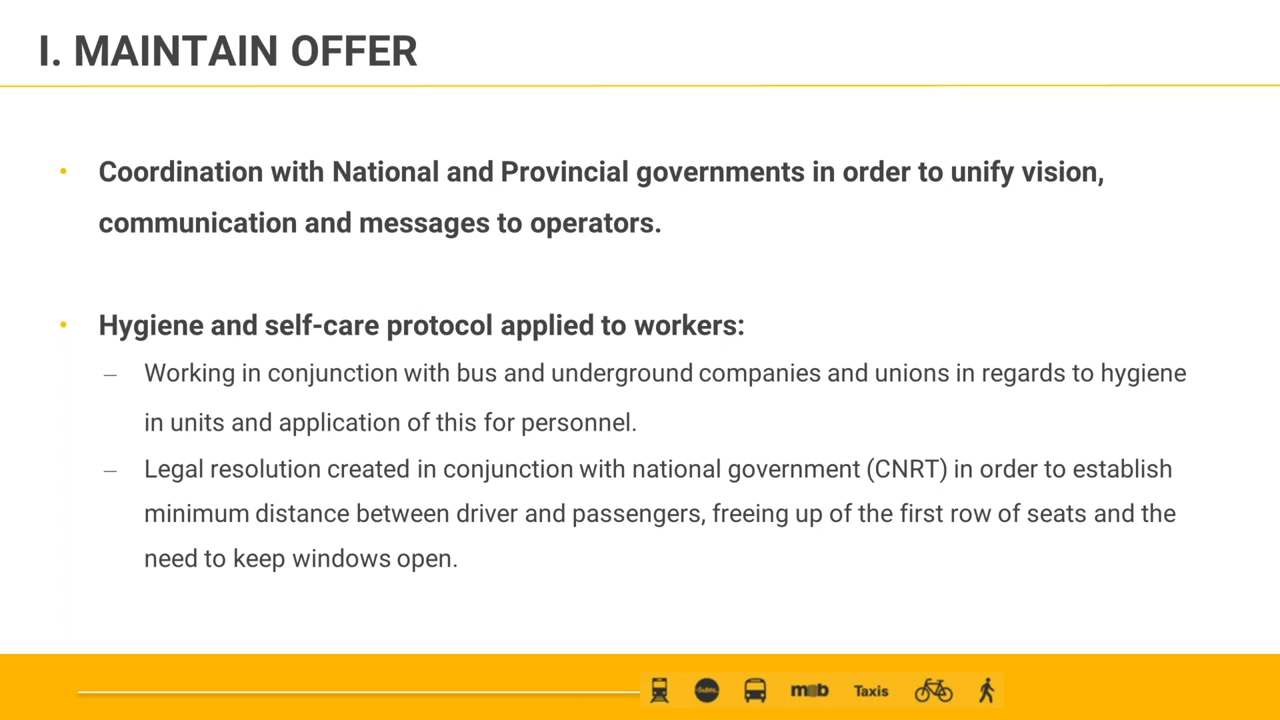 I. MAINTAIN OFFER
• Coordination with National and Provincial governments in order to unify vision,
communication and messages to operators.
• Hygiene and self-care protocol applied to workers:
– Working in conjunction with bus and underground companies and unions in regards to hygiene
in units and application of this for personnel.
– Legal resolution created in conjunction with national government (CNRT) in order to establish
minimum distance between driver and passengers, freeing up of the first row of seats and the
need to keep windows open.
Taxis